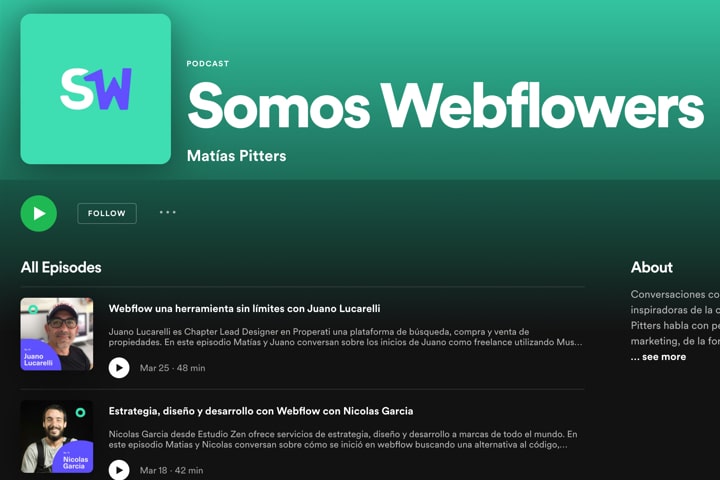 SW
PODCAST
Somos Webflowers
Matías Pitters
FOLLOW
All Episodes
Juano
Lucarelli
Webflow una herramienta sin límites con Juano Lucarelli
Juano Lucarelli es Chapter Lead Designer en Properati una plataforma de búsqueda, compra y venta de
propiedades. En este episodio Matías y Juano conversan sobre los inicios de Juano como freelance utilizando Mus...
Mar 25 · 48 min
Nicolas
Garcia
Estrategia, diseño y desarrollo con Webflow con Nicolas Garcia
Nicolas Garcia desde Estudio Zen ofrece servicios de estrategia, diseño y desarrollo a marcas de todo el mundo. En
este episodio Matias y Nicolas conversan sobre cómo se inició en webflow buscando una alternativa al código,...
Mar 18 · 42 min
About
Conversaciones co
inspiradoras de la c
Pitters habla con pe
marketing, de la for
... see more